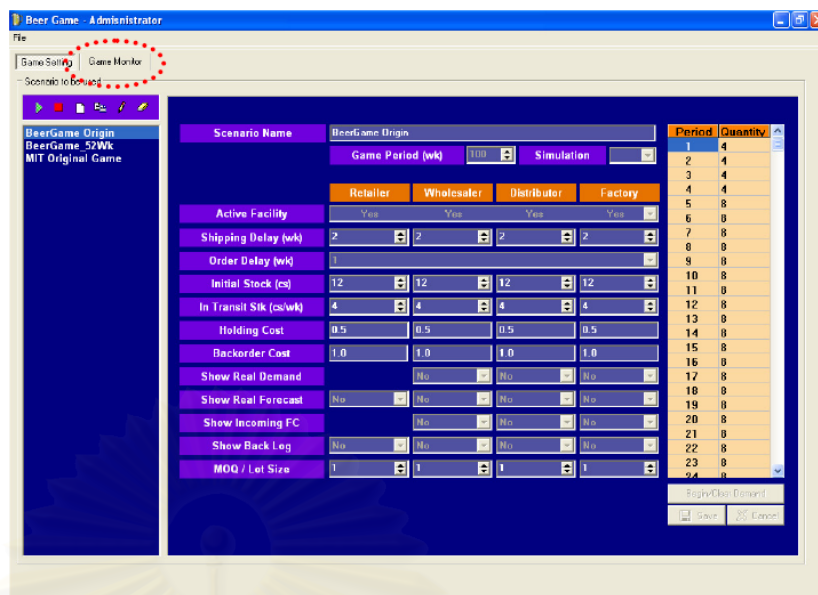 Beer Game - Admisnistrator
File
Game Setting Game Monitor
Scenario to be used
BeerGame Origin
BeerGame_52Wk
MIT Original Game
Scenario Name BeerGame Origin
Game Period (wk) 100 Simulation
Retailer Wholesaler Distributor Factory
Active Facility Yes Yes Yes Yes
Shipping Delay (wk) 2 2 2 2
Order Delay (wk) 1
Initial Stock (cs) 12 12 12 12
In Transit Stk (cs/wk) 4 4 4 4
Holding Cost 0.5 0.5 0.5 0.5
Backorder Cost 1.0 1.0 1.0 1.0
Show Real Demand No No No
Show Real Forecast No No No No
Show Incoming FC No No No
Show Back Log No No No No
MOQ / Lot Size 1 1 1 1
Period Quantity
1 4
2 4
3 4
4 4
5 8
6 8
7 8
8 8
9 8
10 8
11 8
12 8
13 8
14 8
15 8
16 8
17 8
18 8
19 8
20 8
21 8
22 8
23 8
24 8
Begin/Clear Demand
Save Cancel